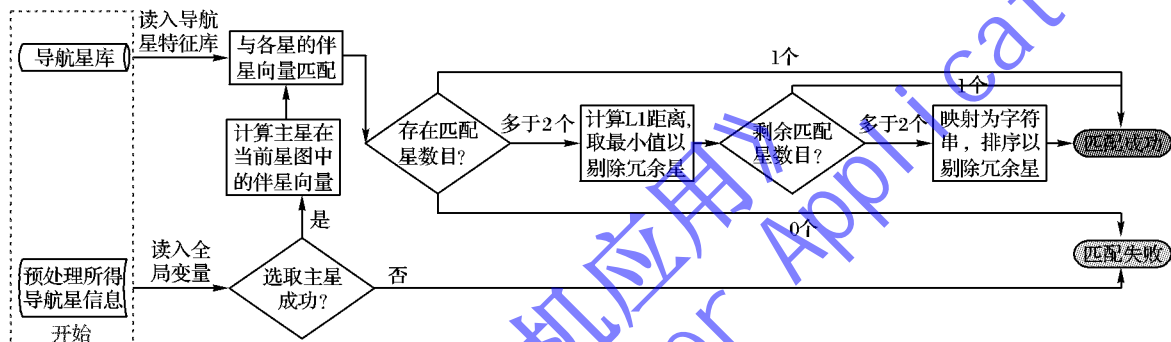 导航星库
读入导航
星特征库
与各星的伴
星向量匹配
计算主星在
当前星图中
的伴星向量
是
预处理所得
导航星信息
开始
读入全
局变量
选取主星
成功?
否
存在匹配
星数目?
1个
多于2个
计算L1距离,
取最小值以
剔除冗余星
剩余匹配
星数目?
1个
多于2个
映射为字符
串，排序以
剔除冗余星
匹配成功
0个
匹配失败
机应用》
er Applicat